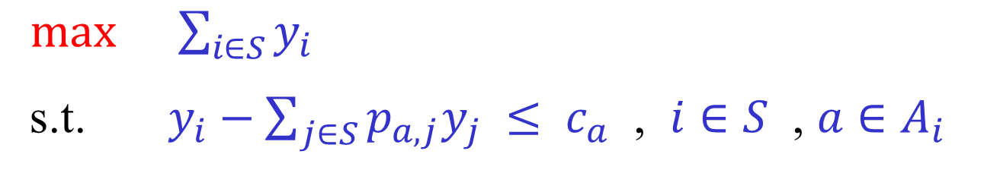 max ∑_{i∈S} y_i
s.t. y_i − ∑_{j∈S} p_{a,j} y_j ≤ c_a , i ∈ S , a ∈ A_i